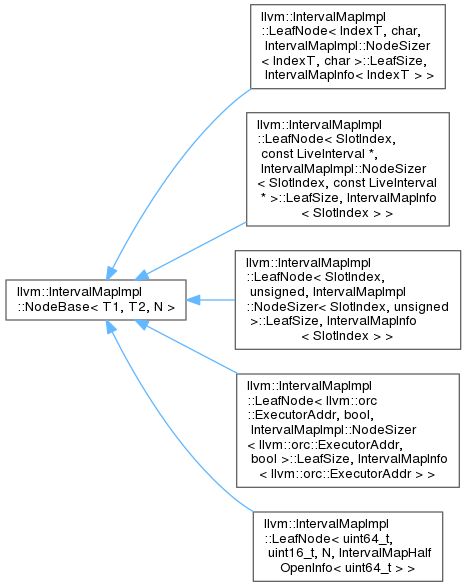 llvm::IntervalMapImpl
::LeafNode< IndexT, char,
IntervalMapImpl::NodeSizer
< IndexT, char >::LeafSize,
IntervalMapInfo< IndexT > >
llvm::IntervalMapImpl
::LeafNode< SlotIndex,
const LiveInterval *,
IntervalMapImpl::NodeSizer
< SlotIndex, const LiveInterval
* >::LeafSize, IntervalMapInfo
< SlotIndex > >
llvm::IntervalMapImpl
::LeafNode< SlotIndex,
unsigned, IntervalMapImpl
::NodeSizer< SlotIndex, unsigned
>::LeafSize, IntervalMapInfo
< SlotIndex > >
llvm::IntervalMapImpl
::NodeBase< T1, T2, N >
llvm::IntervalMapImpl
::LeafNode< llvm::orc
::ExecutorAddr, bool,
IntervalMapImpl::NodeSizer
< llvm::orc::ExecutorAddr,
bool >::LeafSize, IntervalMapInfo
< llvm::orc::ExecutorAddr > >
llvm::IntervalMapImpl
::LeafNode< uint64_t,
uint16_t, N, IntervalMapHalf
OpenInfo< uint64_t > >